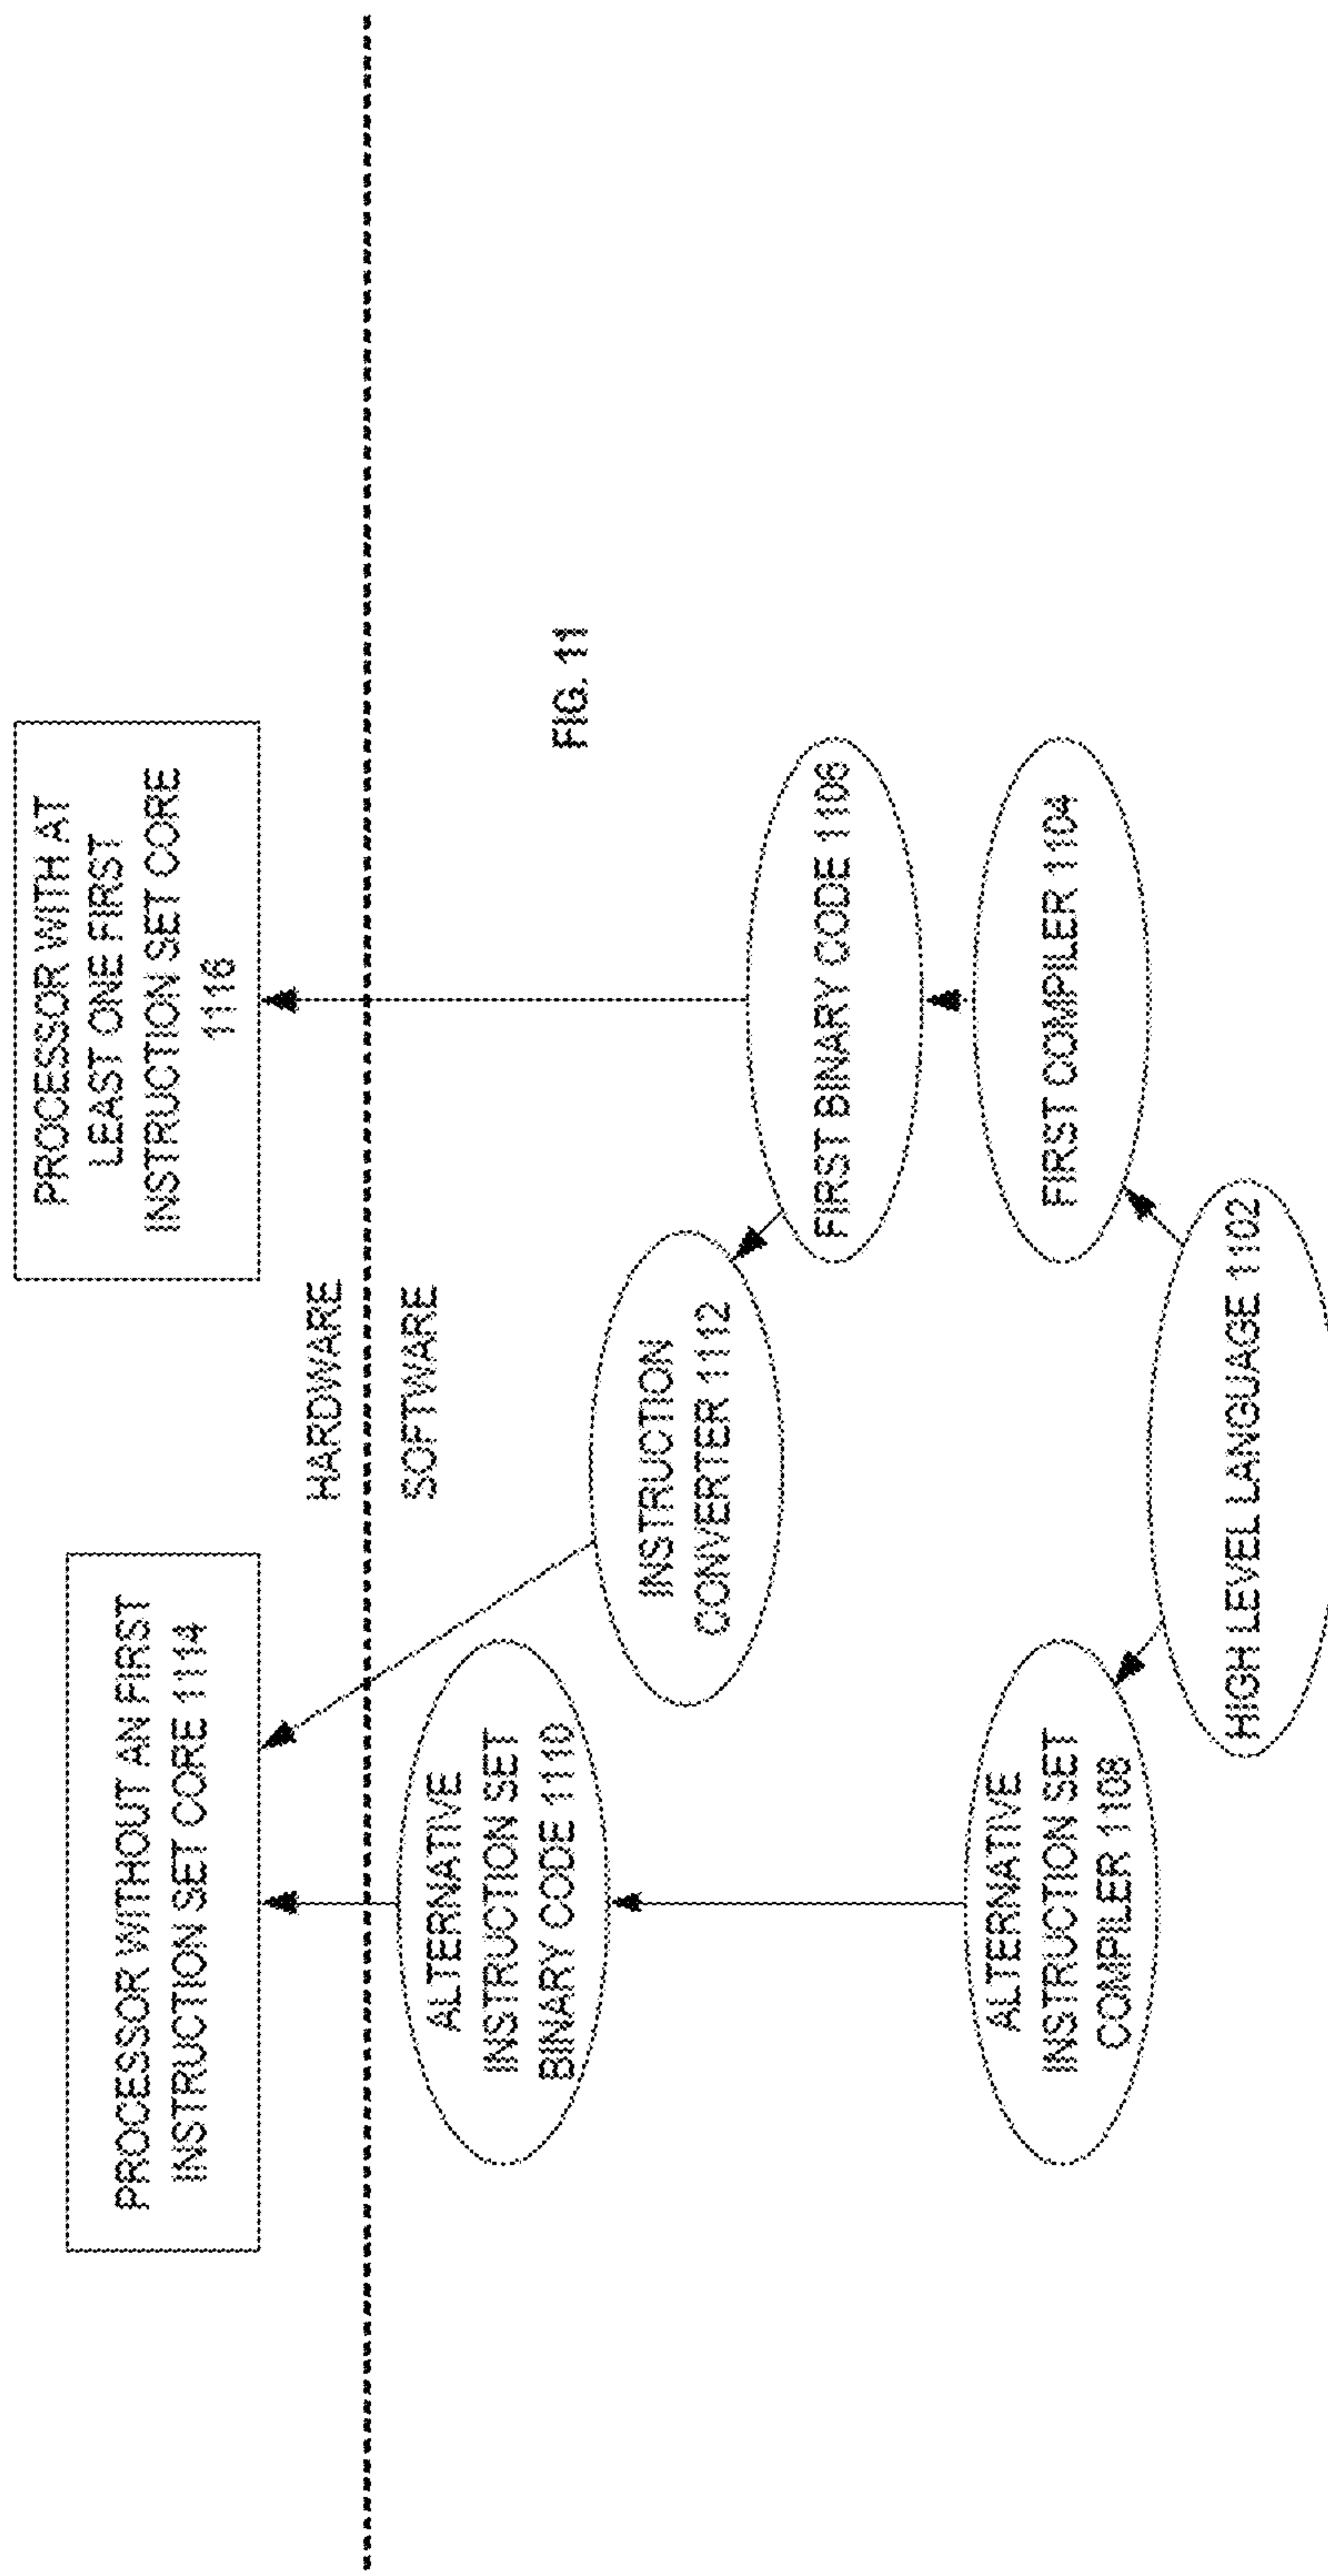 PROCESSOR WITHOUT AN FIRST
INSTRUCTION SET CORE 1114
PROCESSOR WITH AT
LEAST ONE FIRST
INSTRUCTION SET CORE
1116
HARDWARE
SOFTWARE
ALTERNATIVE
INSTRUCTION SET
BINARY CODE 1110
FIG. 11
INSTRUCTION
CONVERTER 1112
FIRST BINARY CODE 1106
ALTERNATIVE
INSTRUCTION SET
COMPILER 1108
FIRST COMPILER 1104
HIGH LEVEL LANGUAGE 1102